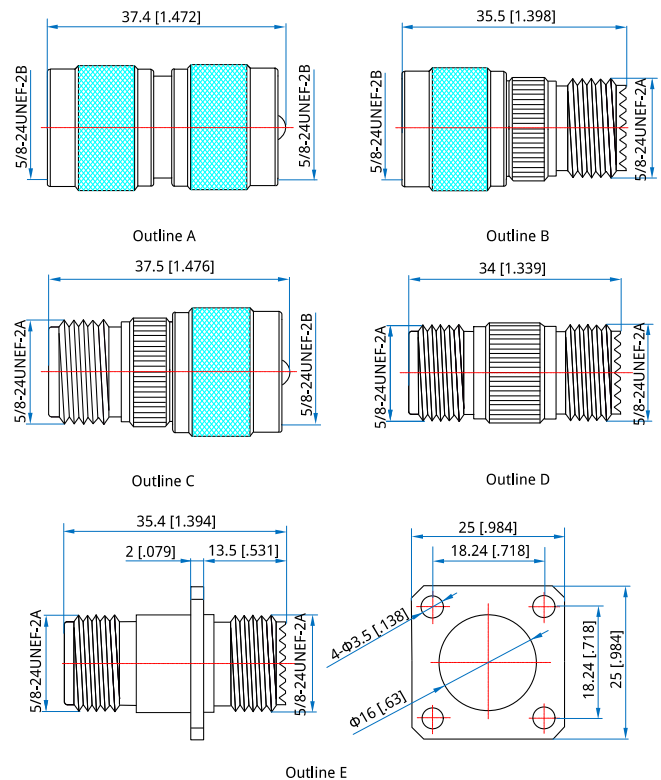 37.4 [1.472]
5/8-24UNEF-2B
5/8-24UNEF-2B
Outline A
35.5 [1.398]
5/8-24UNEF-2B
5/8-24UNEF-2A
Outline B
37.5 [1.476]
5/8-24UNEF-2A
5/8-24UNEF-2B
Outline C
34 [1.339]
5/8-24UNEF-2A
5/8-24UNEF-2A
Outline D
35.4 [1.394]
2 [.079]
13.5 [.531]
5/8-24UNEF-2A
5/8-24UNEF-2A
25 [.984]
18.24 [.718]
4-Φ3.5 [.138]
Φ16 [.63]
18.24 [.718]
25 [.984]
Outline E